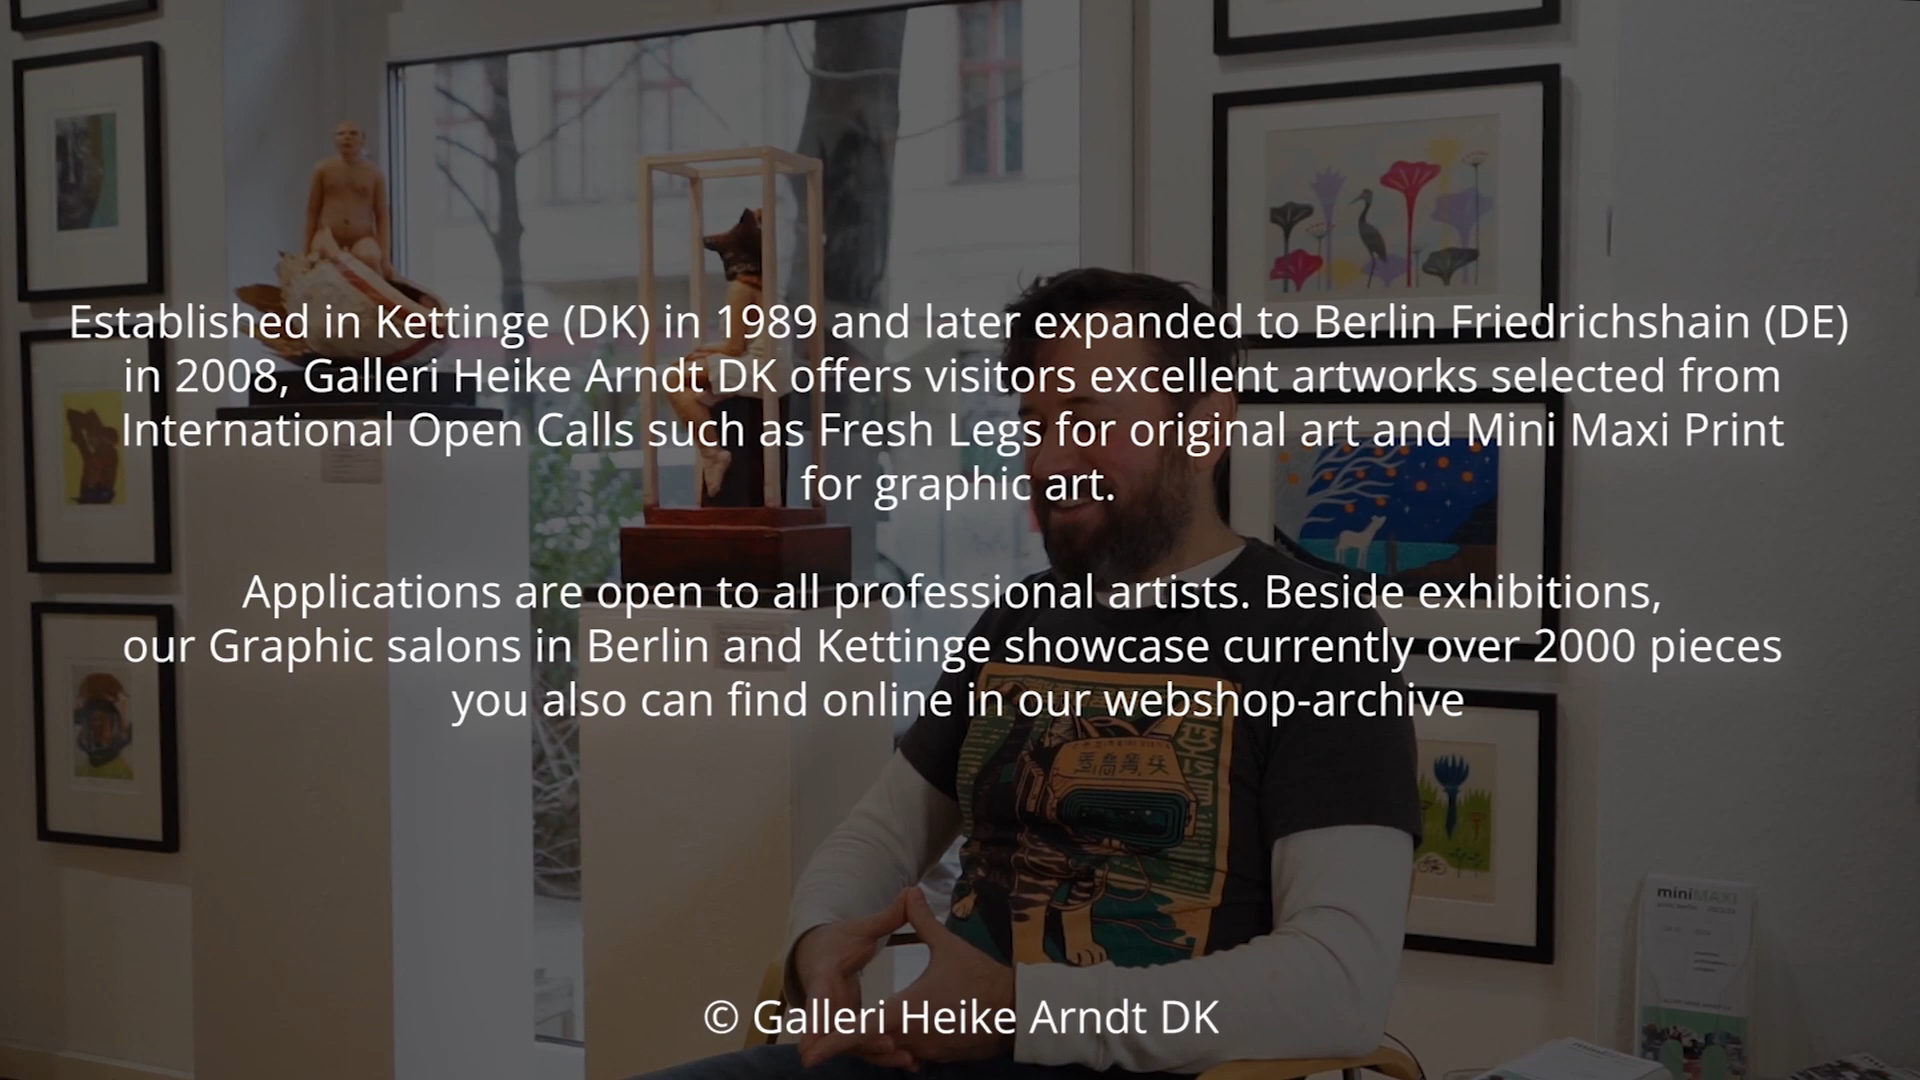 Established in Kettinge (DK) in 1989 and later expanded to Berlin Friedrichshain (DE)
in 2008, Galleri Heike Arndt DK offers visitors excellent artworks selected from
International Open Calls such as Fresh Legs for original art and Mini Maxi Print
for graphic art.
Applications are open to all professional artists. Beside exhibitions,
our Graphic salons in Berlin and Kettinge showcase currently over 2000 pieces
you also can find online in our webshop-archive
miniMAXI
© Galleri Heike Arndt DK